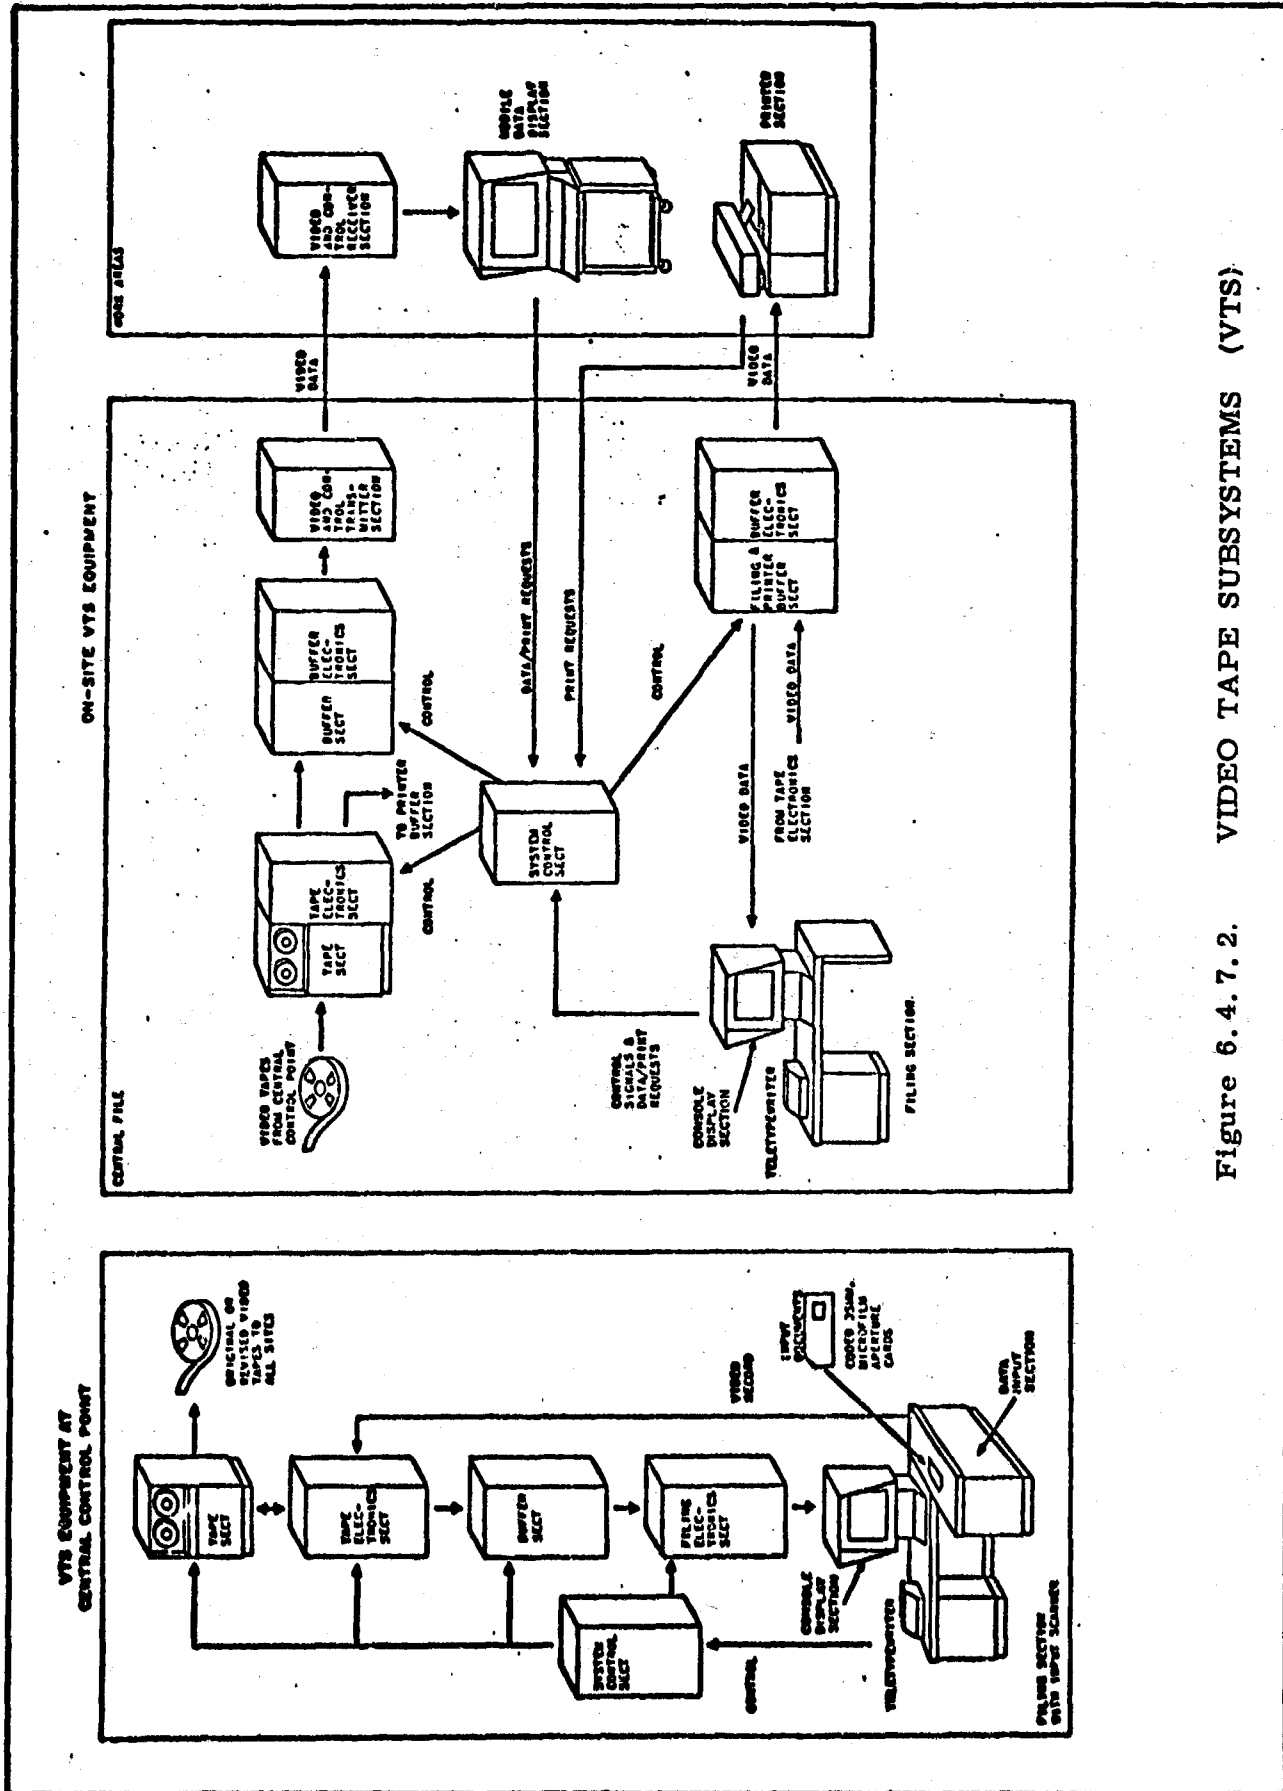 VTS EQUIPMENT AT
CENTRAL CONTROL POINT
TAPE
SECT
ORIGINAL OR
REVISED VIDEO
TAPES TO
ALL SITES
TAPE
ELEC-
TRONICS
SECT
BUFFER
SECT
FILING
ELEC-
TRONICS
SECT
SYSTEM
CONTROL
SECT
VIDEO
RECORD
INPUT
DOCUMENTS
CODED 35MM.
MICROFILM
APERTURE
CARDS
DATA
INPUT
SECTION
CONSOLE
DISPLAY
SECTION
TELETYPEWRITER
CONTROL
FILING SECTION
WITH INPUT SCANNER
ON-SITE VTS EQUIPMENT
CENTRAL FILE
VIDEO TAPES
FROM CENTRAL
CONTROL POINT
TAPE
SECT
TAPE
ELEC-
TRONICS
SECT
BUFFER
SECT
BUFFER
ELEC-
TRONICS
SECT
VIDEO
AND CON-
TROL
TRANS-
MITTER
SECTION
TO PRINTER
BUFFER
SECTION
CONTROL
CONTROL
SYSTEM
CONTROL
SECT
DATA/PRINT REQUESTS
PRINT REQUESTS
CONTROL
CONTROL
SIGNALS &
DATA/PRINT
REQUESTS
CONSOLE
DISPLAY
SECTION
TELETYPEWRITER
FILING SECTION
VIDEO DATA
FROM TAPE
ELECTRONICS
SECTION
VIDEO DATA
FILING &
PRINTER
BUFFER
SECT
BUFFER
ELEC-
TRONICS
SECT
VIDEO
DATA
VIDEO
DATA
WORK AREAS
VIDEO
AND CON-
TROL
RECEIVER
SECTION
MOBILE
DATA
DISPLAY
SECTION
PRINTER
SECTION
Figure 6.4.7.2. VIDEO TAPE SUBSYSTEMS (VTS)